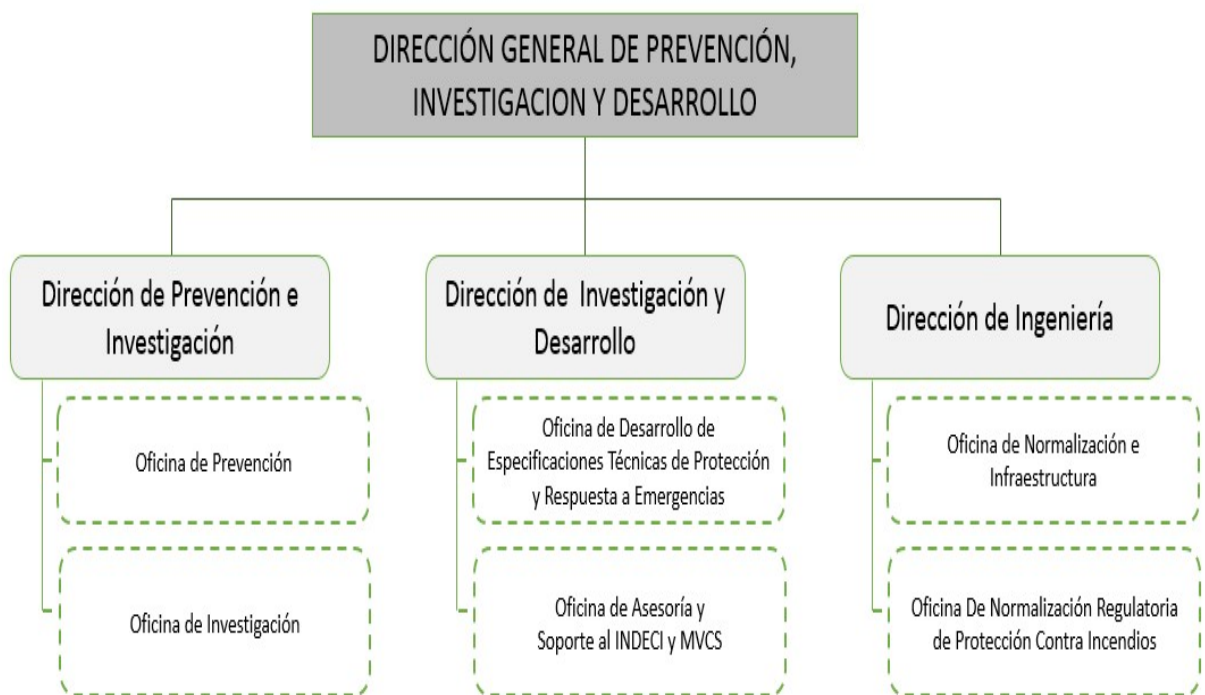 DIRECCIÓN GENERAL DE PREVENCIÓN,
INVESTIGACION Y DESARROLLO
Dirección de Prevención e
Investigación
Dirección de Investigación y
Desarrollo
Dirección de Ingeniería
Oficina de Prevención
Oficina de Desarrollo de
Especificaciones Técnicas de Protección
y Respuesta a Emergencias
Oficina de Normalización e
Infraestructura
Oficina de Investigación
Oficina de Asesoría y
Soporte al INDECI y MVCS
Oficina De Normalización Regulatoria
de Protección Contra Incendios